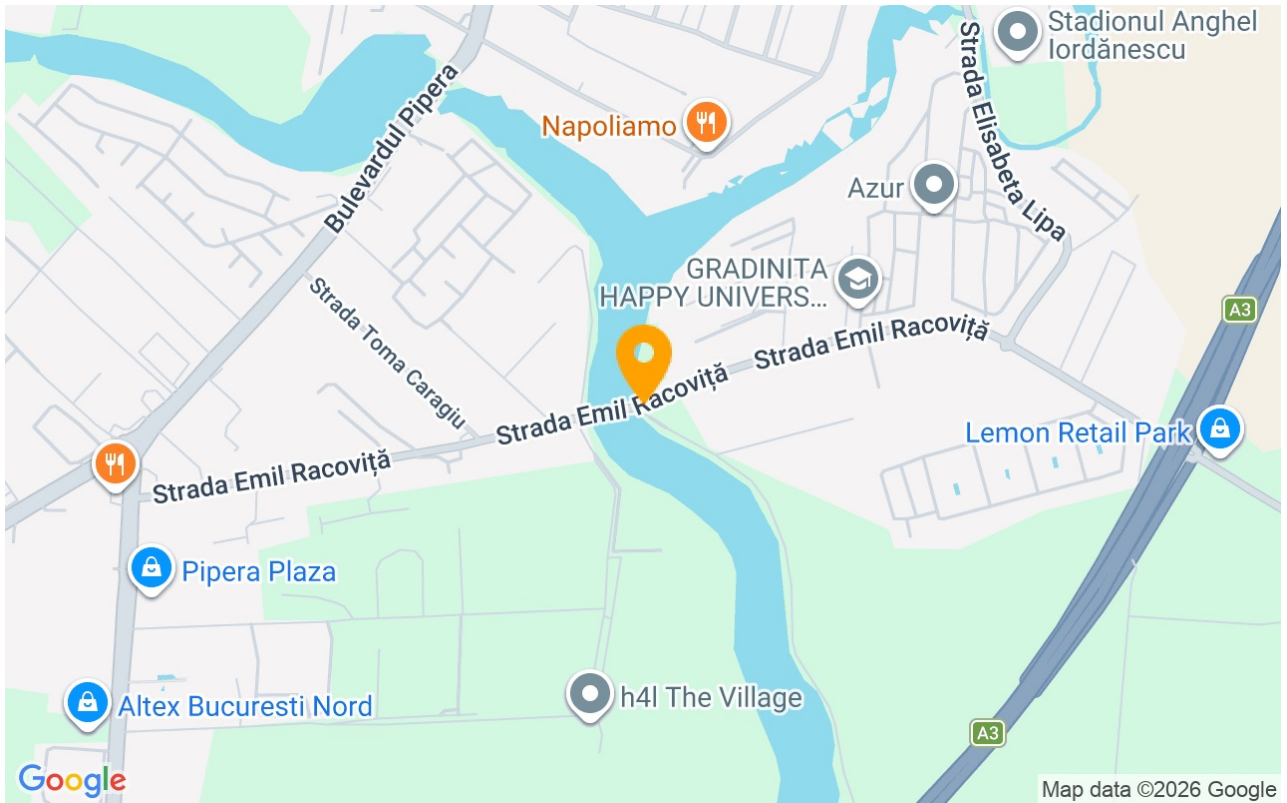 Stadionul Anghel
Iordănescu
Strada Elisabeta Lipa
Bulevardul Pipera
Napoliamo
Azur
GRADINITA
HAPPY UNIVERS...
A3
Strada Toma Caragiu
Strada Emil Racoviță
Strada Emil Racoviță
Strada Emil Racoviță
Lemon Retail Park
Pipera Plaza
h4l The Village
Altex Bucuresti Nord
A3
Google
Map data ©2026 Google